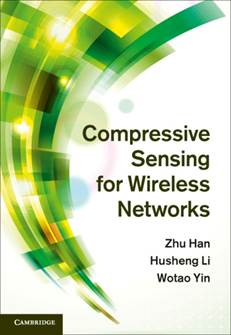 Compressive
Sensing
for Wireless
Networks
Zhu Han
Husheng Li
Wotao Yin
CAMBRIDGE